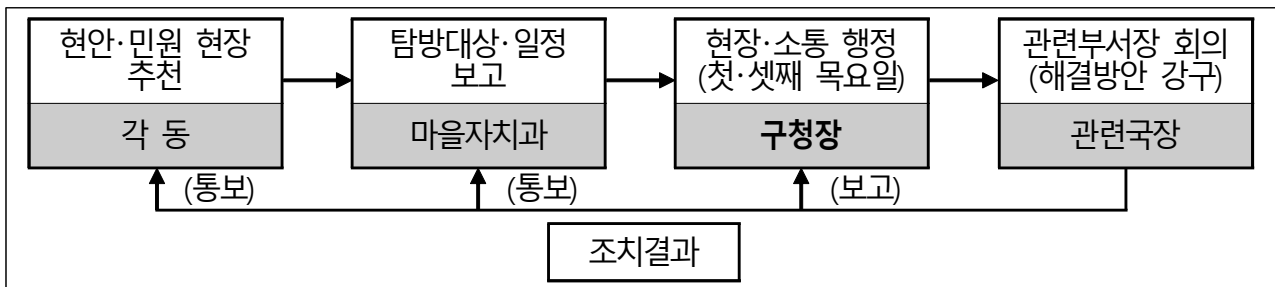 현안·민원 현장
추천
각 동
탐방대상·일정
보고
마을자치과
현장·소통 행정
(첫·셋째 목요일)
구청장
관련부서장 회의
(해결방안 강구)
관련국장
(통보)
(통보)
(보고)
조치결과